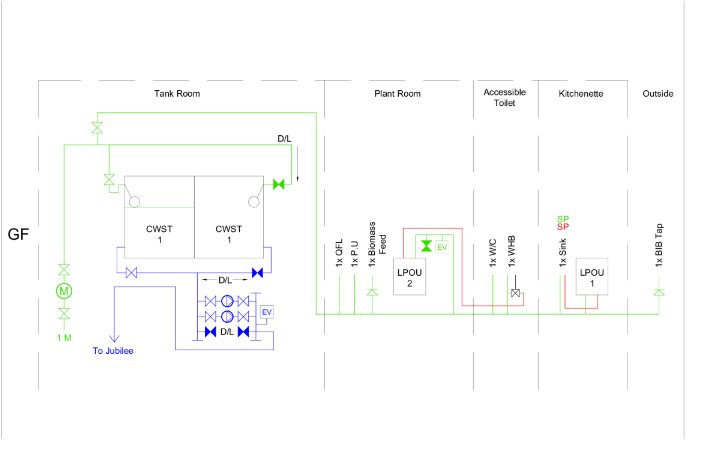 Tank Room
Plant Room
Accessible
Toilet
Kitchenette
Outside
D/L
GF
CWST
1
CWST
1
D/L
M
1 M
To Jubilee
EV
D/L
1x QFL
1x P.U
1x Biomass
Feed
EV
LPOU
2
1x W/C
1x WHB
SP
SP
1x Sink
LPOU
1
1x BIB Tap